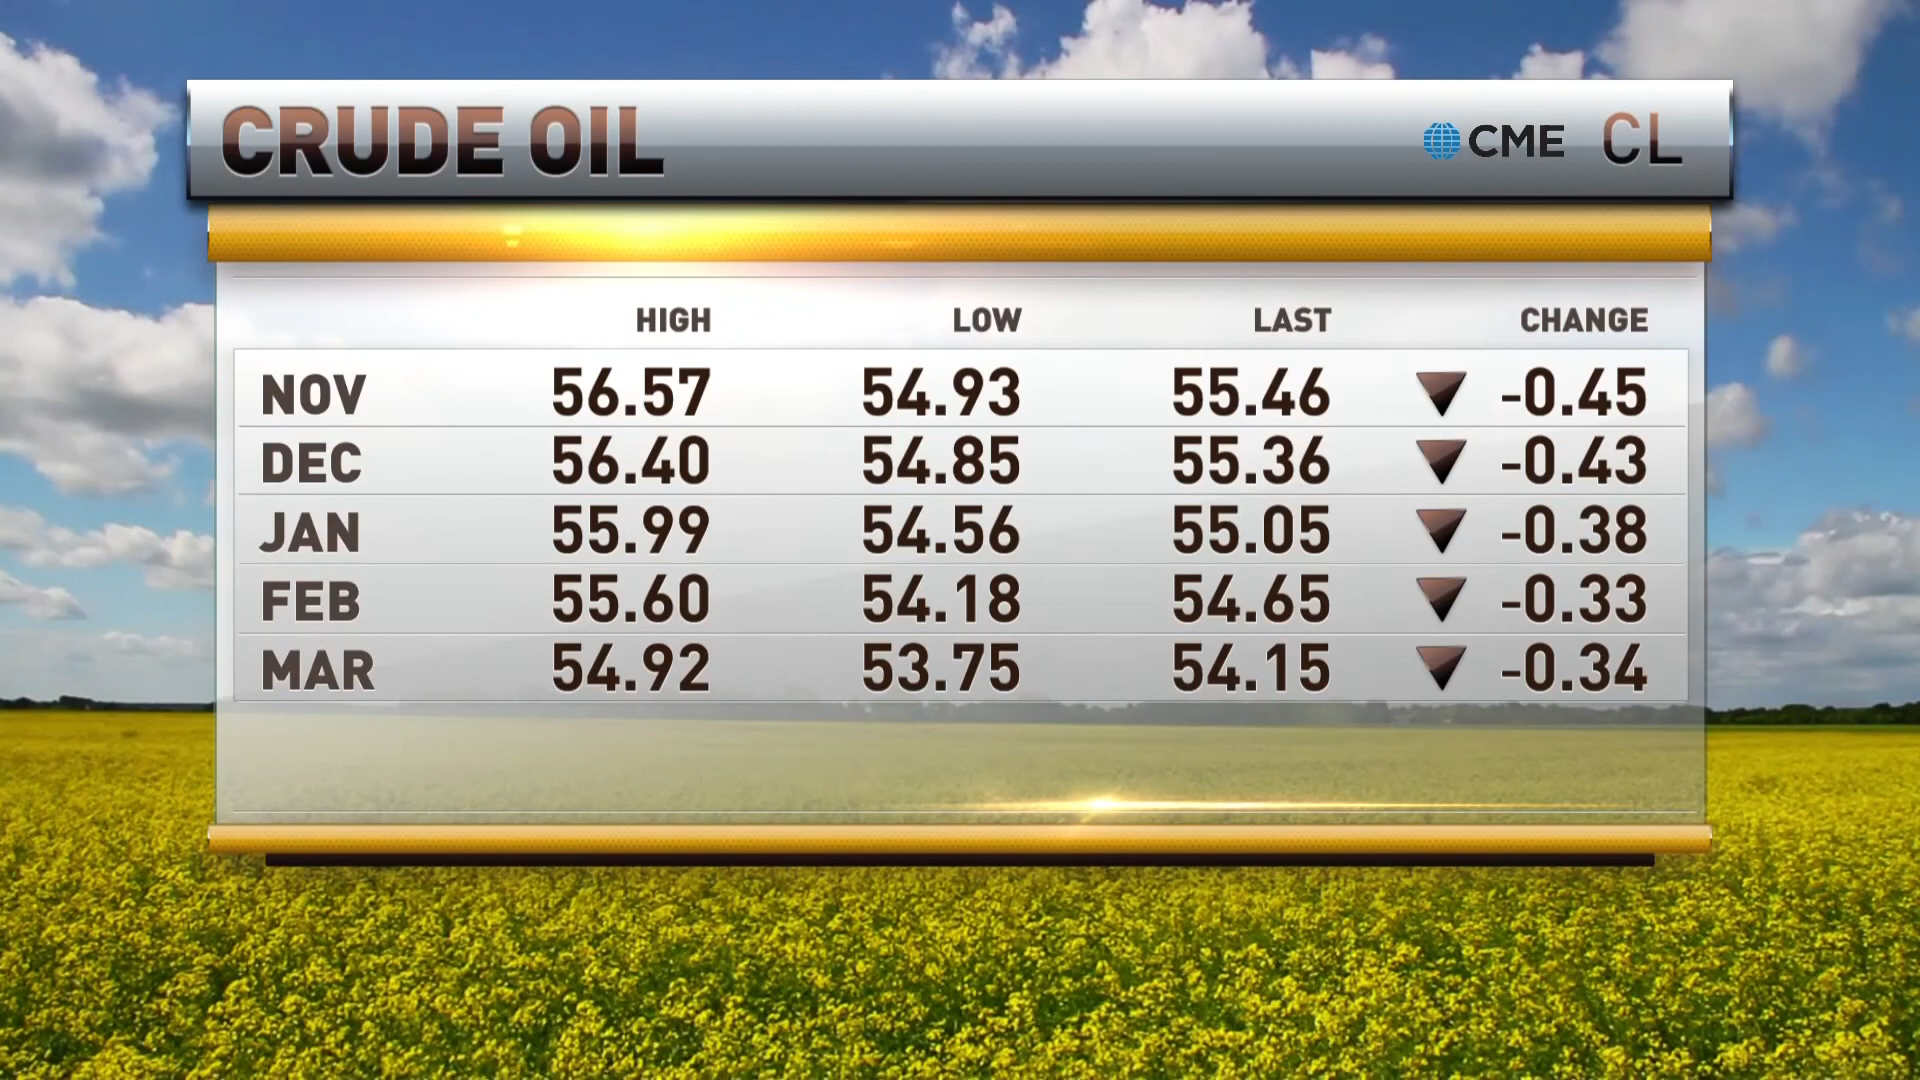 CRUDE OIL CME CL
HIGH LOW LAST CHANGE
NOV 56.57 54.93 55.46 -0.45
DEC 56.40 54.85 55.36 -0.43
JAN 55.99 54.56 55.05 -0.38
FEB 55.60 54.18 54.65 -0.33
MAR 54.92 53.75 54.15 -0.34